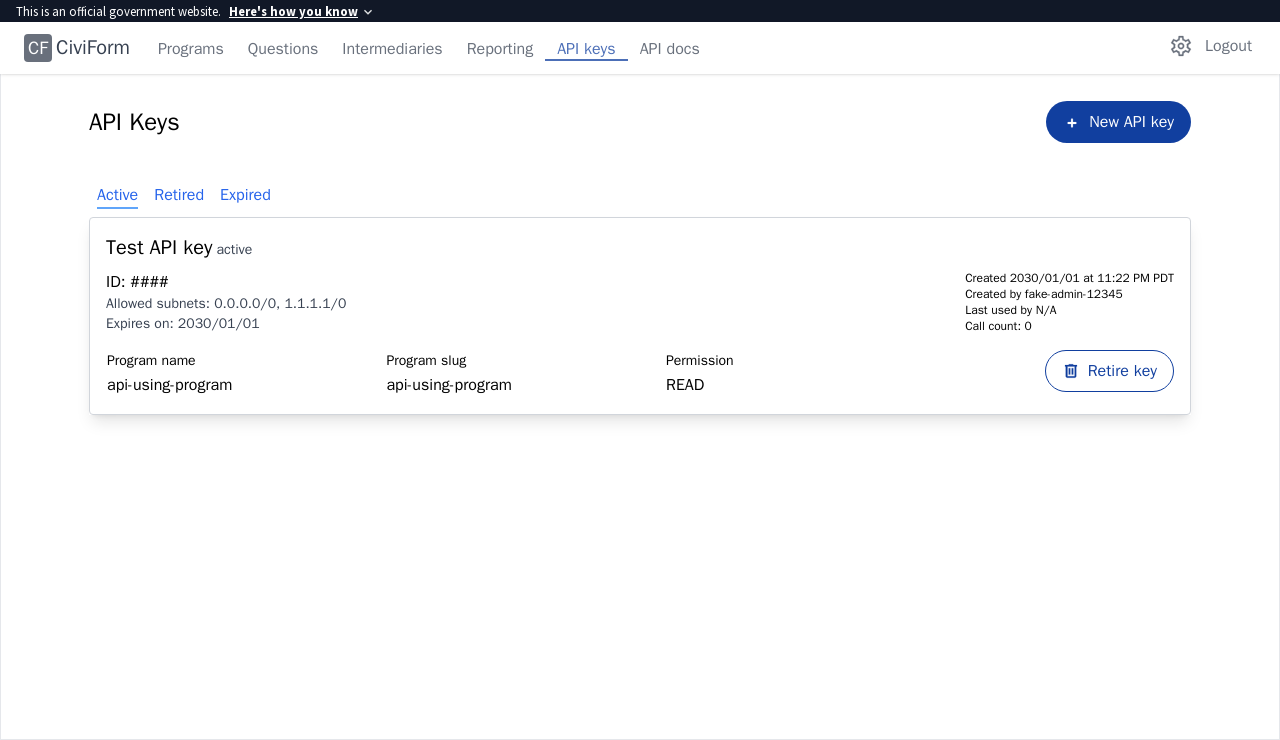 This is an official government website. Here's how you know
CF CiviForm Programs Questions Intermediaries Reporting API keys API docs Logout
API Keys
+ New API key
Active Retired Expired
Test API key active
ID: ####
Allowed subnets: 0.0.0.0/0, 1.1.1.1/0
Expires on: 2030/01/01
Created 2030/01/01 at 11:22 PM PDT
Created by fake-admin-12345
Last used by N/A
Call count: 0
Program name Program slug Permission
api-using-program api-using-program READ
Retire key